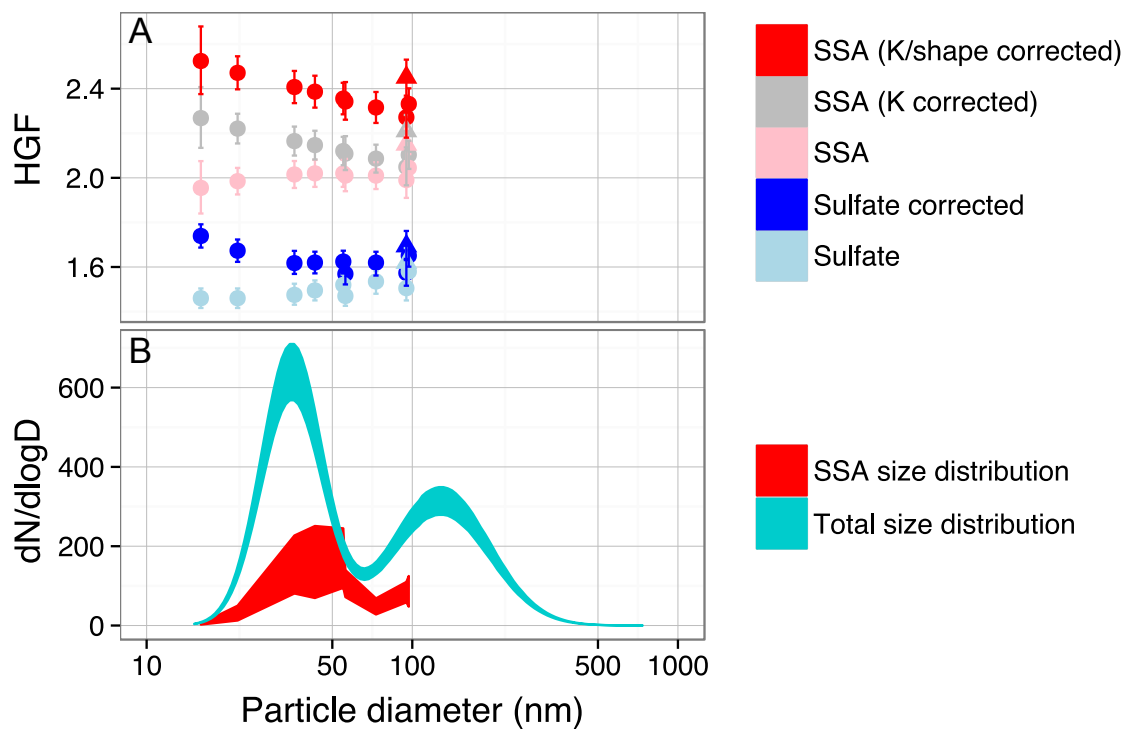 A
HGF
2.4
2.0
1.6
SSA (K/shape corrected)
SSA (K corrected)
SSA
Sulfate corrected
Sulfate
B
dN/dlogD
600
400
200
0
SSA size distribution
Total size distribution
10 50 100 500 1000
Particle diameter (nm)